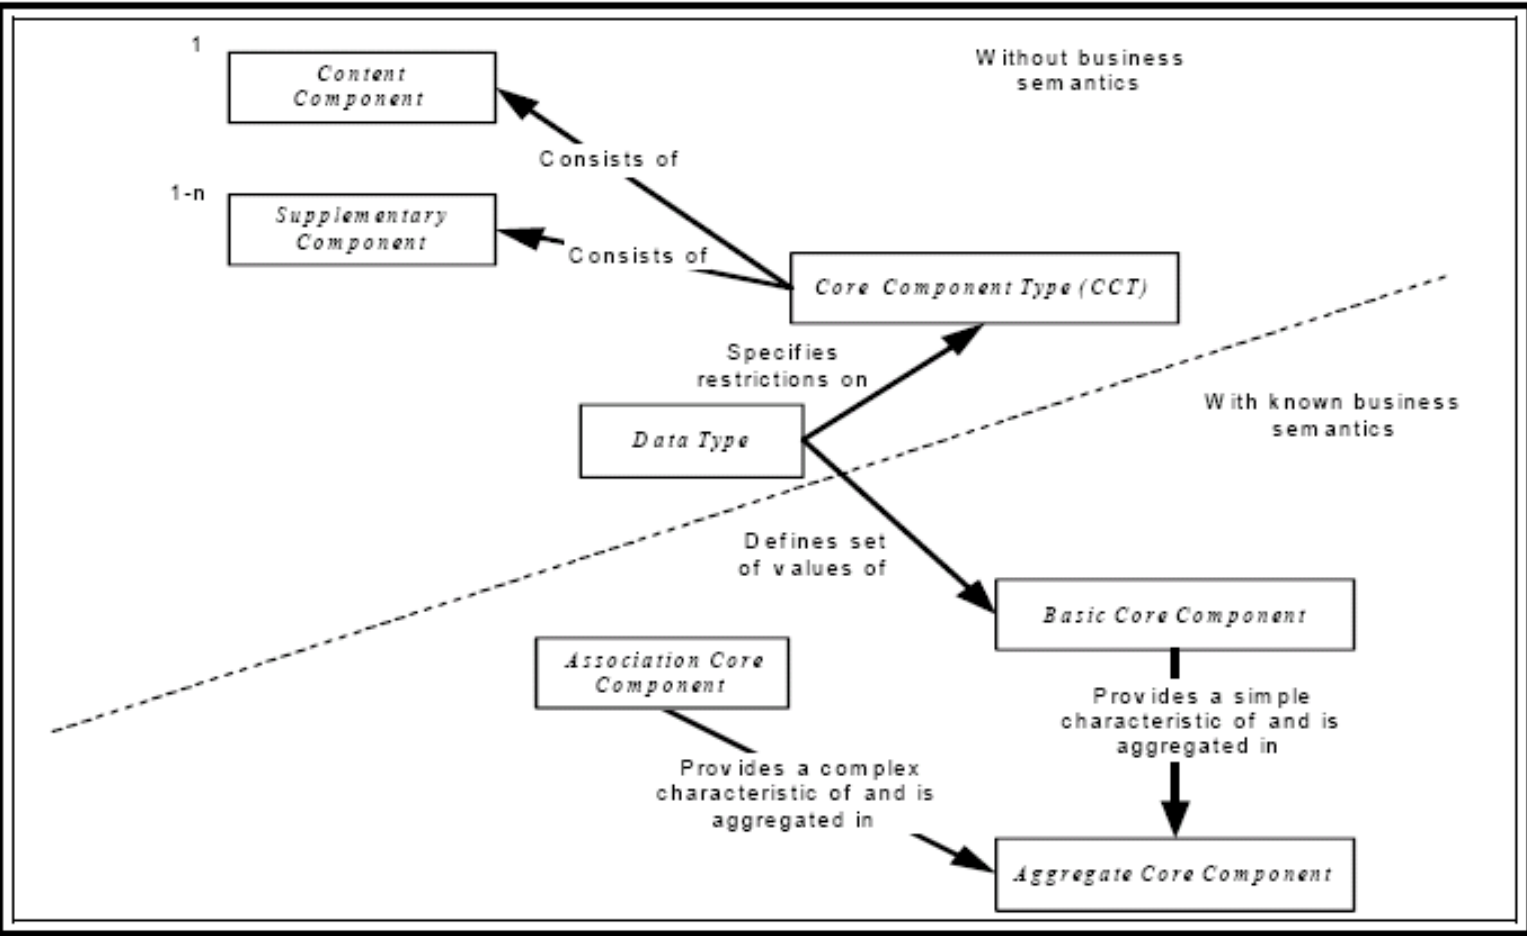 1
Content
Component
Without business
semantics
Consists of
1-n
Supplementary
Component
Consists of
Core Component Type (CCT)
Specifies
restrictions on
With known business
semantics
Data Type
Defines set
of values of
Basic Core Component
Association Core
Component
Provides a simple
characteristic of and is
aggregated in
Provides a complex
characteristic of and is
aggregated in
Aggregate Core Component